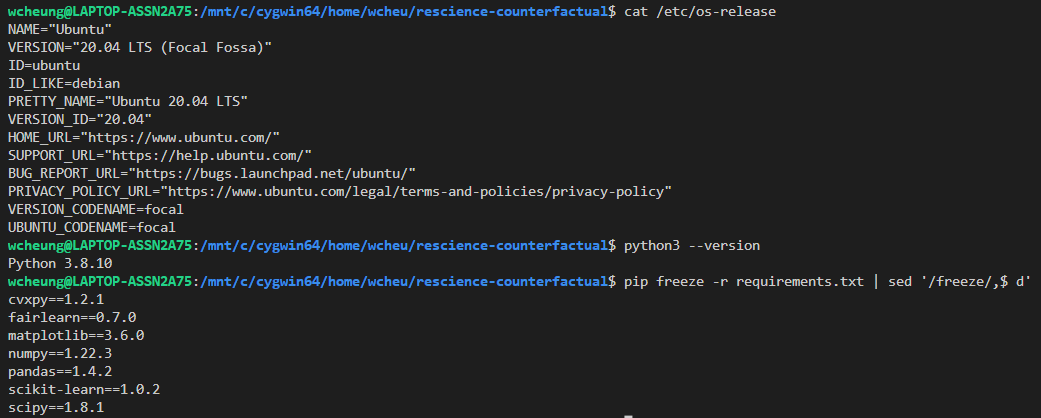 wcheung@LAPTOP-ASSN2A75:/mnt/c/cygwin64/home/wcheu/rescience-counterfactual$ cat /etc/os-release
NAME="Ubuntu"
VERSION="20.04 LTS (Focal Fossa)"
ID=ubuntu
ID_LIKE=debian
PRETTY_NAME="Ubuntu 20.04 LTS"
VERSION_ID="20.04"
HOME_URL="https://www.ubuntu.com/"
SUPPORT_URL="https://help.ubuntu.com/"
BUG_REPORT_URL="https://bugs.launchpad.net/ubuntu/"
PRIVACY_POLICY_URL="https://www.ubuntu.com/legal/terms-and-policies/privacy-policy"
VERSION_CODENAME=focal
UBUNTU_CODENAME=focal
wcheung@LAPTOP-ASSN2A75:/mnt/c/cygwin64/home/wcheu/rescience-counterfactual$ python3 --version
Python 3.8.10
wcheung@LAPTOP-ASSN2A75:/mnt/c/cygwin64/home/wcheu/rescience-counterfactual$ pip freeze -r requirements.txt | sed '/freeze/,$ d'
cvxpy==1.2.1
fairlearn==0.7.0
matplotlib==3.6.0
numpy==1.22.3
pandas==1.4.2
scikit-learn==1.0.2
scipy==1.8.1